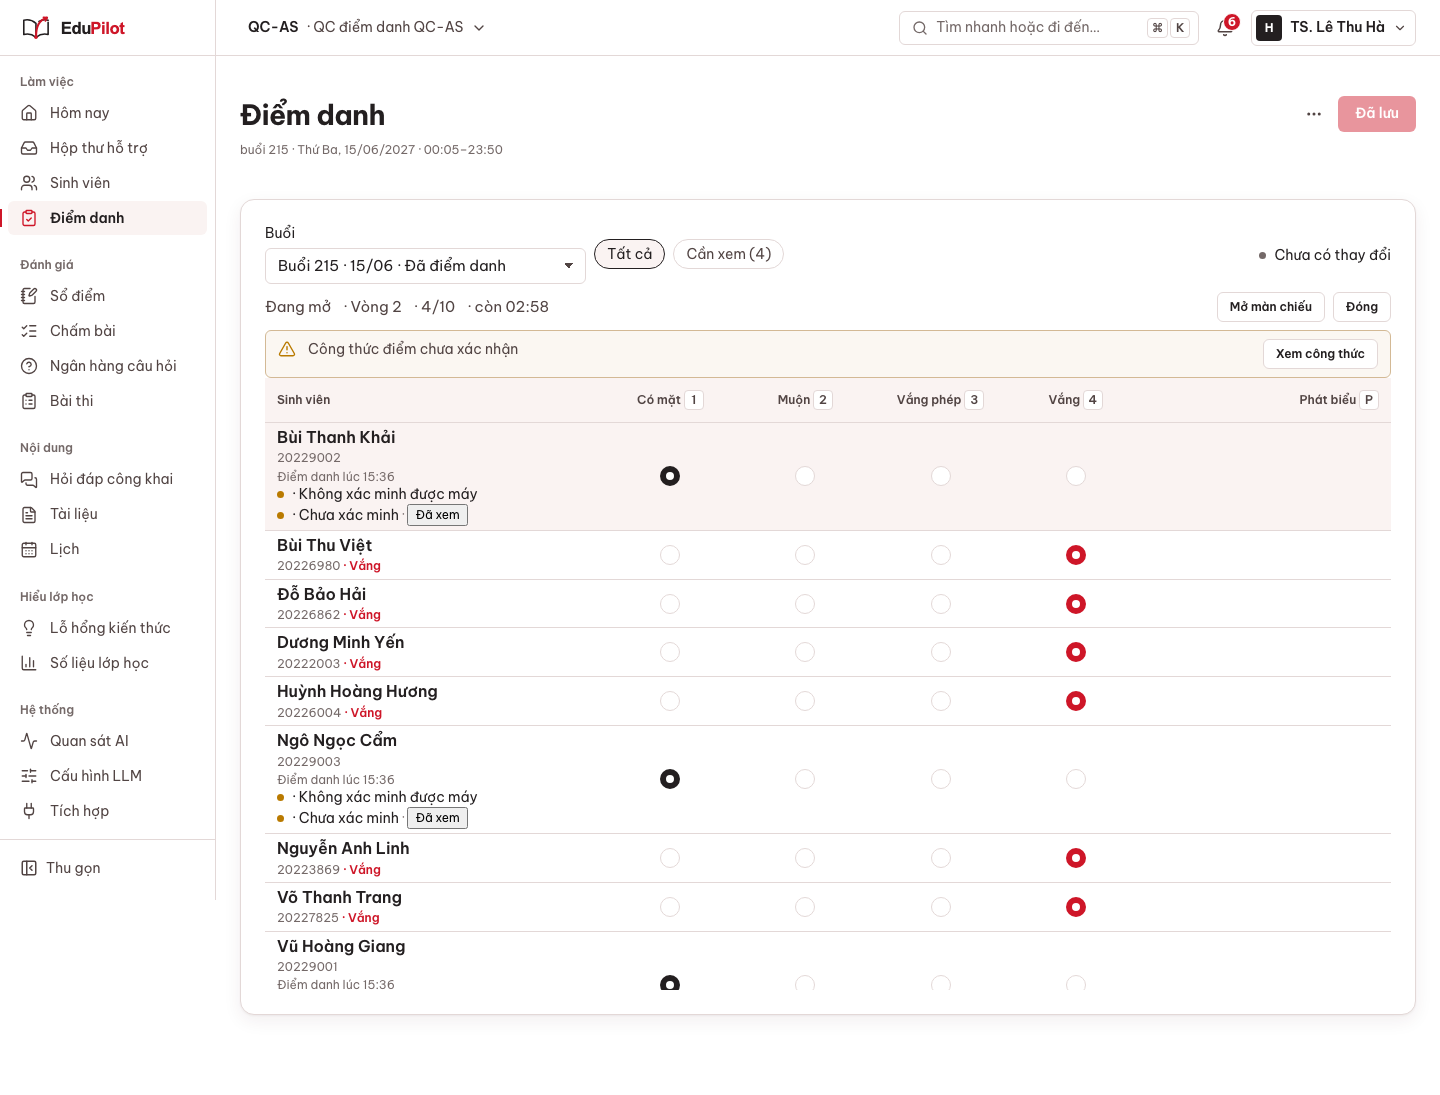 EduPilot
QC-AS · QC điểm danh QC-AS
Tìm nhanh hoặc đi đến...
⌘ K
6
H
TS. Lê Thu Hà
Làm việc
Hôm nay
Hộp thư hỗ trợ
Sinh viên
Điểm danh
Đánh giá
Sổ điểm
Chấm bài
Ngân hàng câu hỏi
Bài thi
Nội dung
Hỏi đáp công khai
Tài liệu
Lịch
Hiểu lớp học
Lỗ hổng kiến thức
Số liệu lớp học
Hệ thống
Quan sát AI
Cấu hình LLM
Tích hợp
Thu gọn
Điểm danh
Đã lưu
buổi 215 · Thứ Ba, 15/06/2027 · 00:05–23:50
Buổi
Buổi 215 · 15/06 · Đã điểm danh
Tất cả
Cần xem (4)
Chưa có thay đổi
Đang mở · Vòng 2 · 4/10 · còn 02:58
Mở màn chiếu
Đóng
Công thức điểm chưa xác nhận
Xem công thức
Sinh viên Có mặt 1 Muộn 2 Vắng phép 3 Vắng 4 Phát biểu P
Bùi Thanh Khải
20229002
Điểm danh lúc 15:36
· Không xác minh được máy
· Chưa xác minh · Đã xem
Bùi Thu Việt
20226980 · Vắng
Đỗ Bảo Hải
20226862 · Vắng
Dương Minh Yến
20222003 · Vắng
Huỳnh Hoàng Hương
20226004 · Vắng
Ngô Ngọc Cẩm
20229003
Điểm danh lúc 15:36
· Không xác minh được máy
· Chưa xác minh · Đã xem
Nguyễn Anh Linh
20223869 · Vắng
Võ Thanh Trang
20227825 · Vắng
Vũ Hoàng Giang
20229001
Điểm danh lúc 15:36